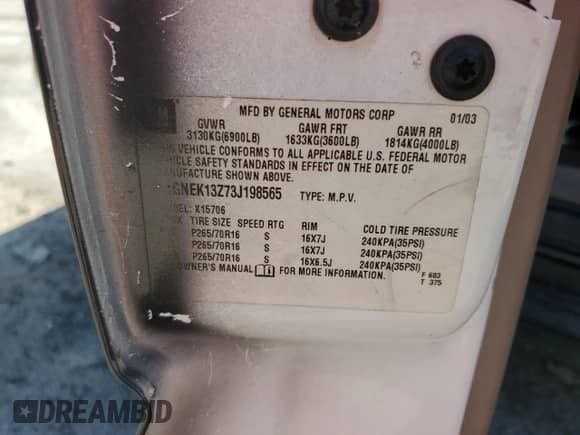 MFD BY GENERAL MOTORS CORP 01/03
GVWR GAWR FRT GAWR RR
3130KG(6900LB) 1633KG(3600LB) 1814KG(4000LB)
VEHICLE CONFORMS TO ALL APPLICABLE U.S. FEDERAL MOTOR
VEHICLE SAFETY STANDARDS IN EFFECT ON THE DATE OF
MANUFACTURE SHOWN ABOVE.
GNEK13Z73J198565 TYPE: M.P.V.
X15706
TIRE SIZE SPEED RTG RIM COLD TIRE PRESSURE
P265/70R16 S 16X7J 240KPA(35PSI)
P265/70R16 S 16X7J 240KPA(35PSI)
P265/70R16 S 16X6.5J 240KPA(35PSI)
OWNER'S MANUAL FOR MORE INFORMATION.
F 683
T 375
DREAMBID